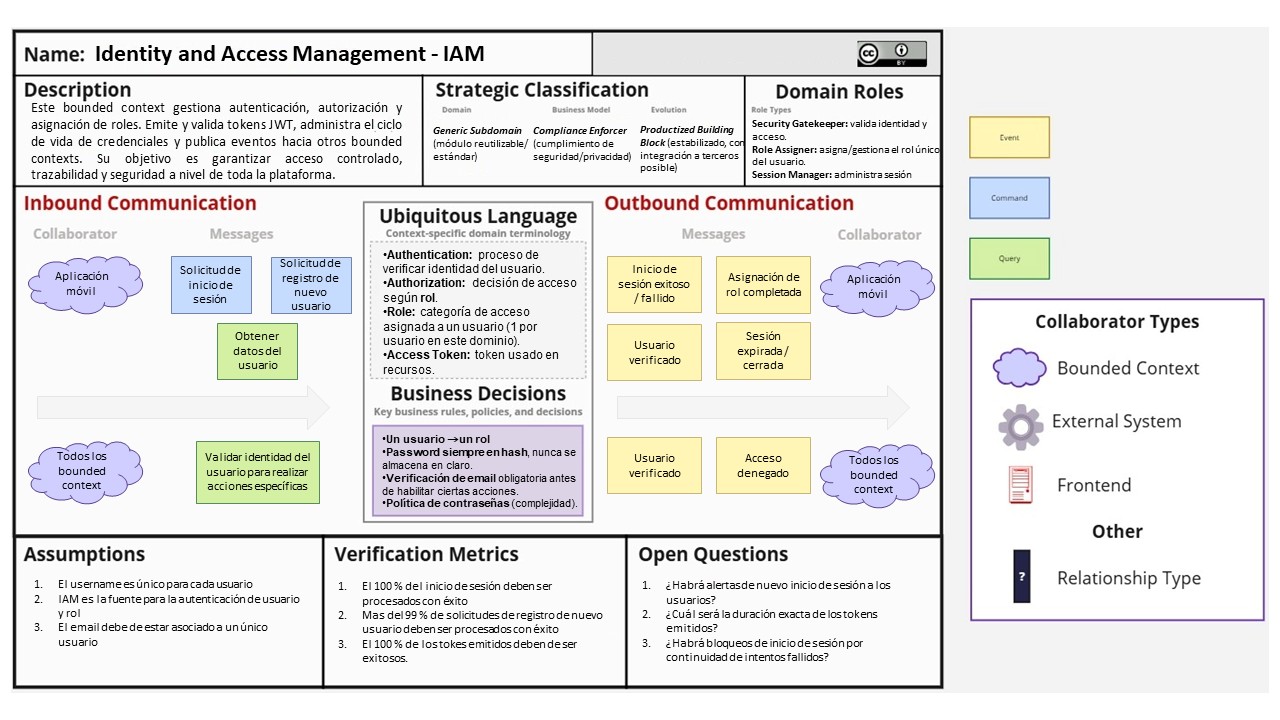 Name: Identity and Access Management - IAM
cc BY
Description
Este bounded context gestiona autenticación, autorización y
asignación de roles. Emite y valida tokens JWT, administra el ciclo
de vida de credenciales y publica eventos hacia otros bounded
contexts. Su objetivo es garantizar acceso controlado,
trazabilidad y seguridad a nivel de toda la plataforma.
Strategic Classification
Domain
Generic Subdomain
(módulo reutilizable/
estándar)
Business Model
Compliance Enforcer
(cumplimiento de
seguridad/privacidad)
Evolution
Productized Building
Block (estabilizado, con
integración a terceros
posible)
Domain Roles
Role Types
Security Gatekeeper: valida identidad y
acceso.
Role Assigner: asigna/gestiona el rol único
del usuario.
Session Manager: administra sesión
Inbound Communication
Collaborator
Messages
Aplicación
móvil
Solicitud de
inicio de
sesión
Solicitud de
registro de
nuevo
usuario
Obtener
datos del
usuario
Todos los
bounded
context
Validar identidad del
usuario para realizar
acciones específicas
Ubiquitous Language
Context-specific domain terminology
•Authentication: proceso de
verificar identidad del usuario.
•Authorization: decisión de acceso
según rol.
•Role: categoría de acceso
asignada a un usuario (1 por
usuario en este dominio).
•Access Token: token usado en
recursos.
Business Decisions
Key business rules, policies, and decisions
•Un usuario → un rol
•Password siempre en hash, nunca se
almacena en claro.
•Verificación de email obligatoria antes
de habilitar ciertas acciones.
•Política de contraseñas (complejidad).
Outbound Communication
Messages
Collaborator
Inicio de
sesión exitoso
/ fallido
Asignación de
rol completada
Aplicación
móvil
Usuario
verificado
Sesión
expirada /
cerrada
Usuario
verificado
Acceso
denegado
Todos los
bounded
context
Assumptions
1. El username es único para cada usuario
2. IAM es la fuente para la autenticación de usuario
y rol
3. El email debe de estar asociado a un único
usuario
Verification Metrics
1. El 100 % del inicio de sesión deben ser
procesados con éxito
2. Mas del 99 % de solicitudes de registro de nuevo
usuario deben ser procesados con éxito
3. El 100 % de los tokes emitidos deben de ser
exitosos.
Open Questions
1. ¿Habrá alertas de nuevo inicio de sesión a los
usuarios?
2. ¿Cuál será la duración exacta de los tokens
emitidos?
3. ¿Habrá bloqueos de inicio de sesión por
continuidad de intentos fallidos?
Event
Command
Query
Collaborator Types
Bounded Context
External System
Frontend
Other
? Relationship Type